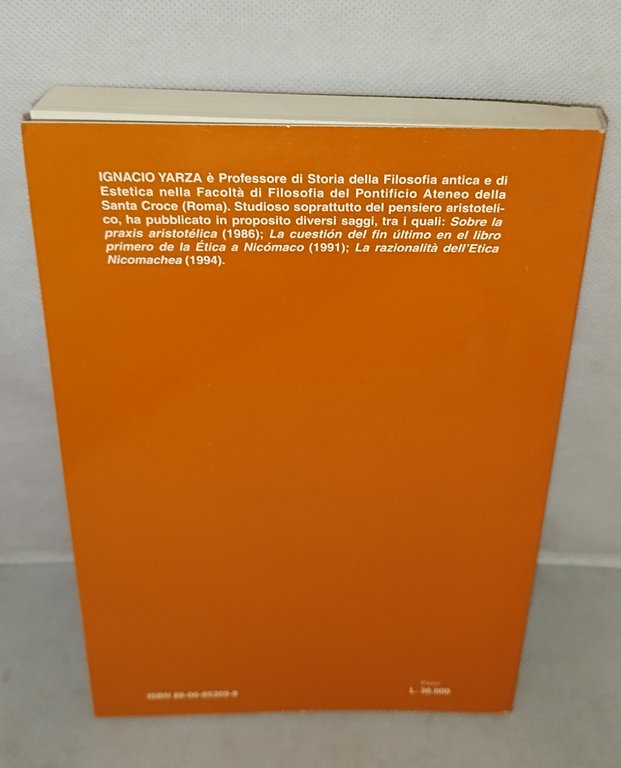 IGNACIO YARZA è Professore di Storia della Filosofia antica e di
Estetica nella Facoltà di Filosofia del Pontificio Ateneo della
Santa Croce (Roma). Studioso soprattutto del pensiero aristoteli-
co, ha pubblicato in proposito diversi saggi, tra i quali: Sobre la
praxis aristotélica (1986); La cuestión del fin último en el libro
primero de la Ética a Nicómaco (1991); La razionalità dell'Etica
Nicomachea (1994).
ISBN
L. 30.000